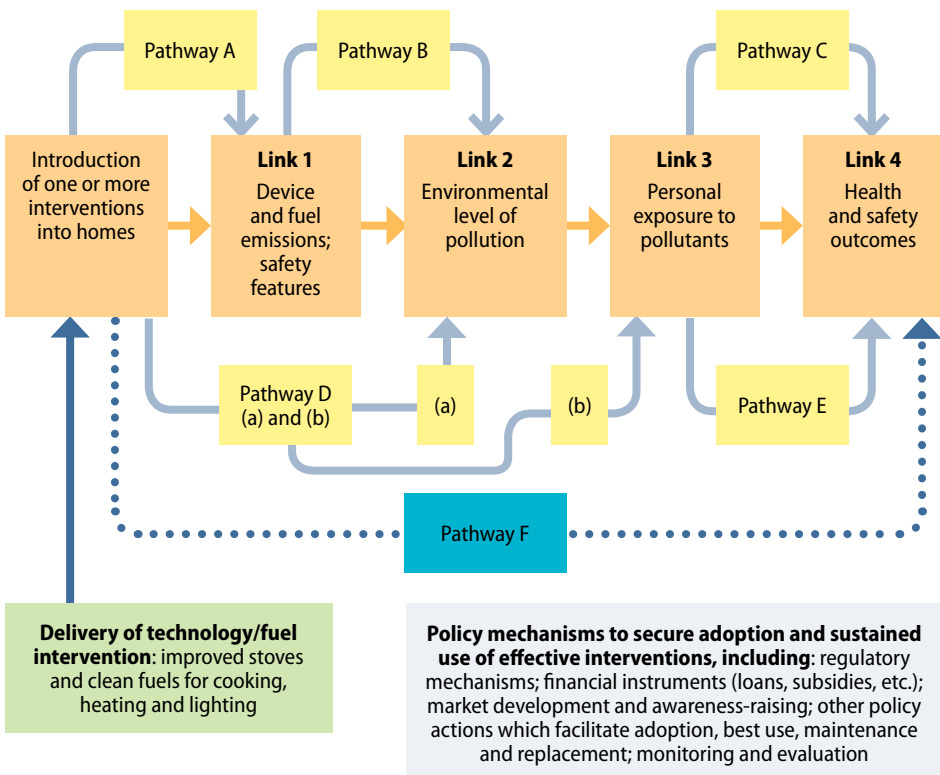 Pathway A
Pathway B
Pathway C
Introduction
of one or more
interventions
into homes
Link 1
Device
and fuel
emissions;
safety
features
Link 2
Environmental
level of
pollution
Link 3
Personal
exposure to
pollutants
Link 4
Health
and safety
outcomes
Pathway D
(a) and (b)
(a)
(b)
Pathway E
Pathway F
Delivery of technology/fuel
intervention: improved stoves
and clean fuels for cooking,
heating and lighting
Policy mechanisms to secure adoption and sustained
use of effective interventions, including: regulatory
mechanisms; financial instruments (loans, subsidies, etc.);
market development and awareness-raising; other policy
actions which facilitate adoption, best use, maintenance
and replacement; monitoring and evaluation